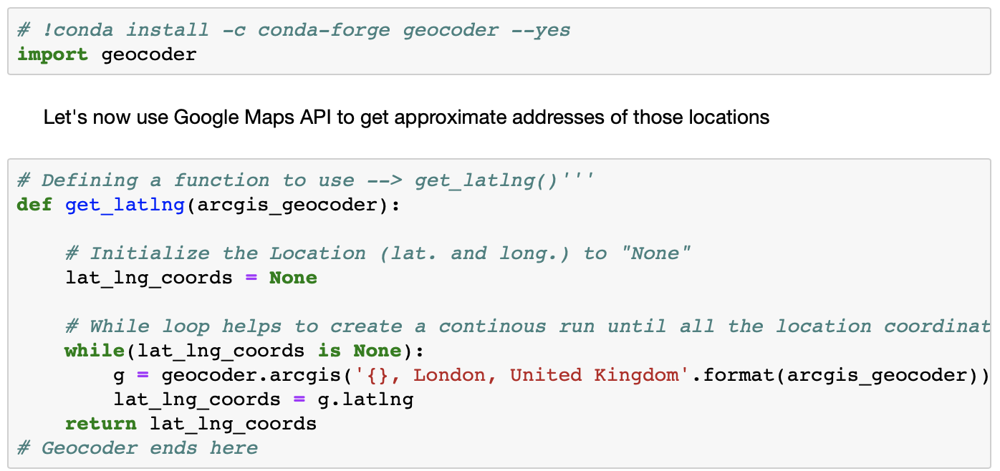 # !conda install -c conda-forge geocoder --yes
import geocoder
Let's now use Google Maps API to get approximate addresses of those locations
# Defining a function to use --> get_latlng()'''
def get_latlng(arcgis_geocoder):
# Initialize the Location (lat. and long.) to "None"
lat_lng_coords = None
# While loop helps to create a continous run until all the location coordinat
while(lat_lng_coords is None):
g = geocoder.arcgis('{}, London, United Kingdom'.format(arcgis_geocoder))
lat_lng_coords = g.latlng
return lat_lng_coords
# Geocoder ends here